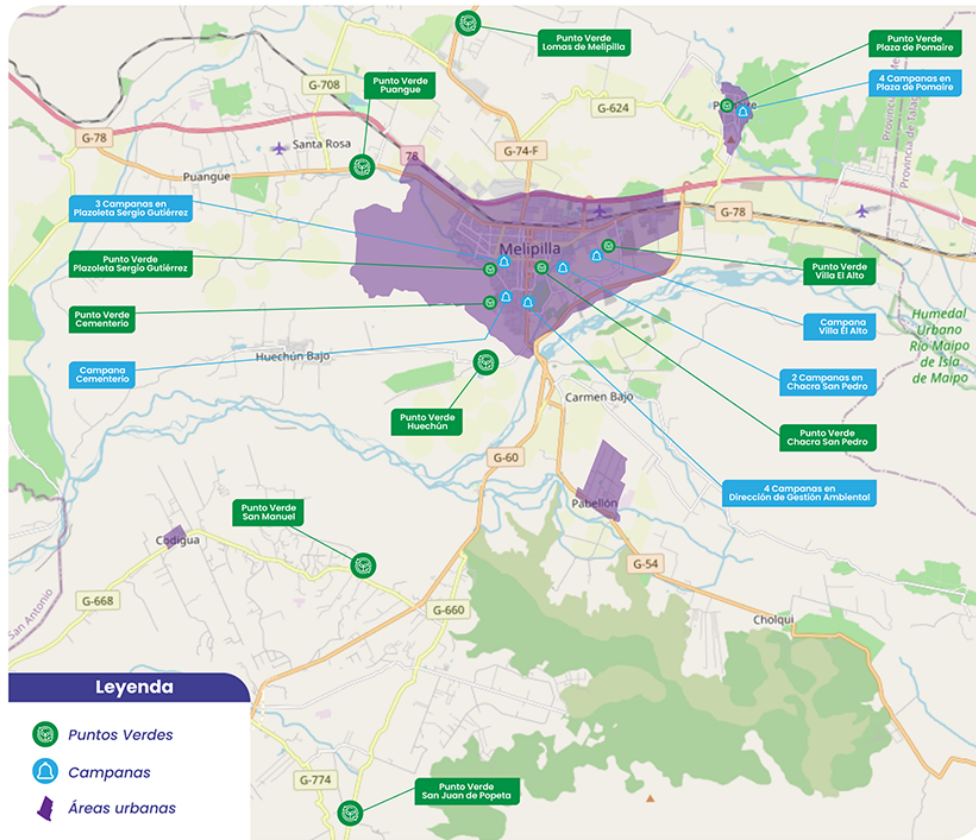 Punto Verde
Lomas de Melipilla
Punto Verde
Plaza de Pomaire
4 Campanas en
Plaza de Pomaire
Punto Verde
Puangue
G-708
G-624
G-78
Santa Rosa
78
G-74-F
Puangue
3 Campanas en
Plazoleta Sergio Gutiérrez
G-78
Melipilla
Punto Verde
Plazoleta Sergio Gutiérrez
Punto Verde
Villa El Alto
Punto Verde
Cementerio
Campana
Villa El Alto
Humedal
Urbano
Río Maipo
de Isla
de Maipo
Huechún Bajo
Campana
Cementerio
2 Campanas en
Chacra San Pedro
Carmen Bajo
Punto Verde
Huechún
Punto Verde
Chacra San Pedro
G-60
4 Campanas en
Dirección de Gestión Ambiental
Pabellón
Punto Verde
San Manuel
Codigua
G-54
G-668
G-660
San Antonio
Cholqui
Leyenda
Puntos Verdes
Campanas
Áreas urbanas
G-774
Punto Verde
San Juan de Popeta